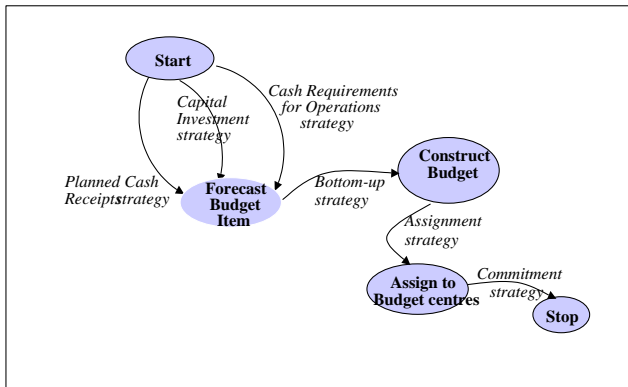 Start
Capital
Investment
strategy
Cash Requirements
for Operations
strategy
Planned Cash
Receipts strategy
Forecast
Budget
Item
Bottom-up
strategy
Construct
Budget
Assignment
strategy
Assign to
Budget centres
Commitment
strategy
Stop